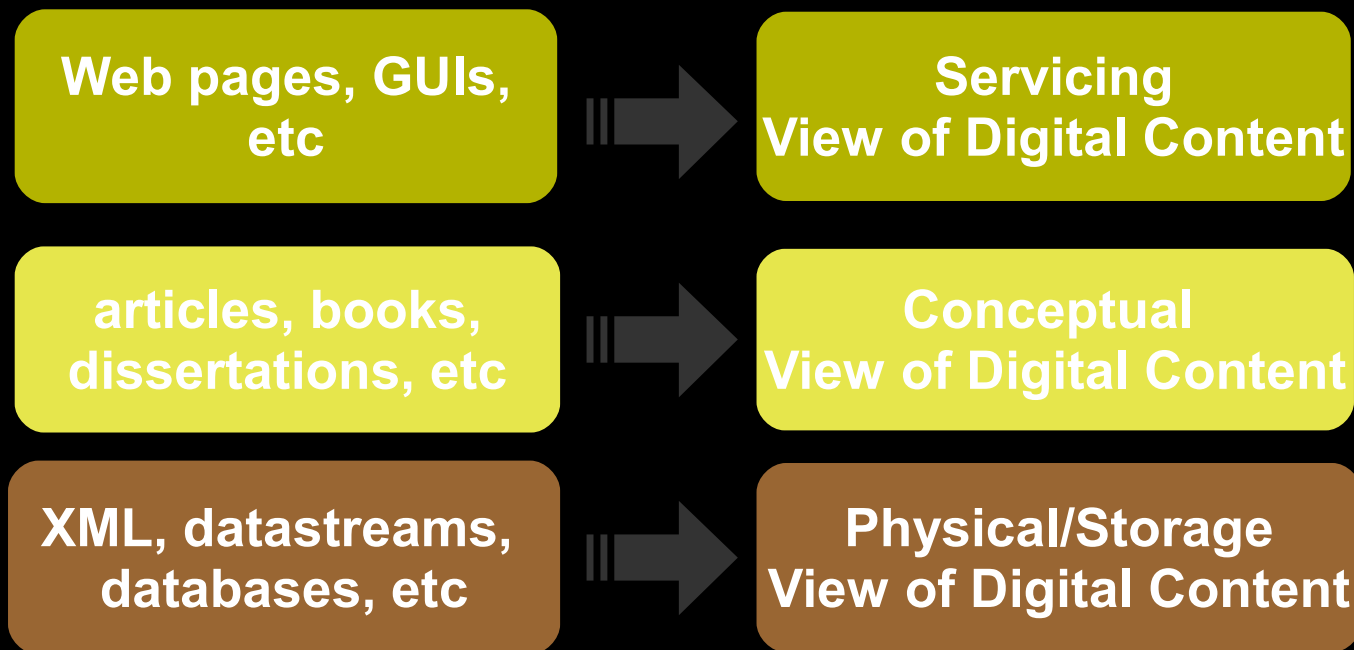 Web pages, GUIs,
etc
Servicing
View of Digital Content
articles, books,
dissertations, etc
Conceptual
View of Digital Content
XML, datastreams,
databases, etc
Physical/Storage
View of Digital Content